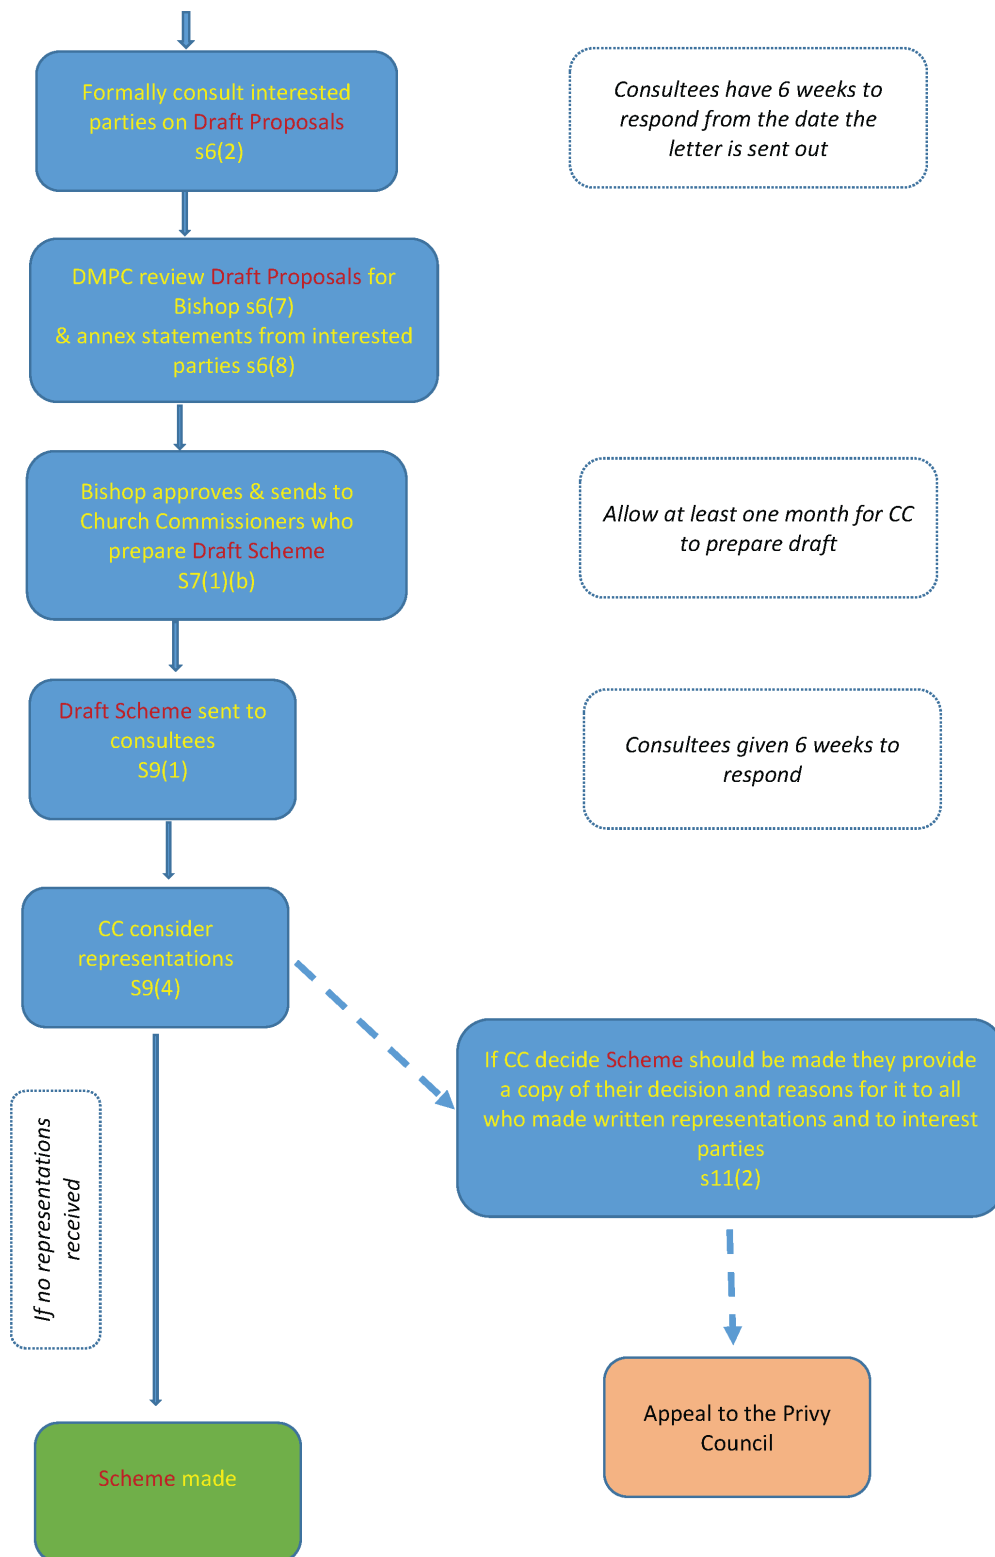 Formally consult interested
parties on Draft Proposals
s6(2)
Consultees have 6 weeks to
respond from the date the
letter is sent out
DMPC review Draft Proposals for
Bishop s6(7)
& annex statements from interested
parties s6(8)
Bishop approves & sends to
Church Commissioners who
prepare Draft Scheme
S7(1)(b)
Allow at least one month for CC
to prepare draft
Draft Scheme sent to
consultees
S9(1)
Consultees given 6 weeks to
respond
CC consider
representations
S9(4)
If CC decide Scheme should be made they provide
a copy of their decision and reasons for it to all
who made written representations and to interest
parties
s11(2)
If no representations
received
Appeal to the Privy
Council
Scheme made